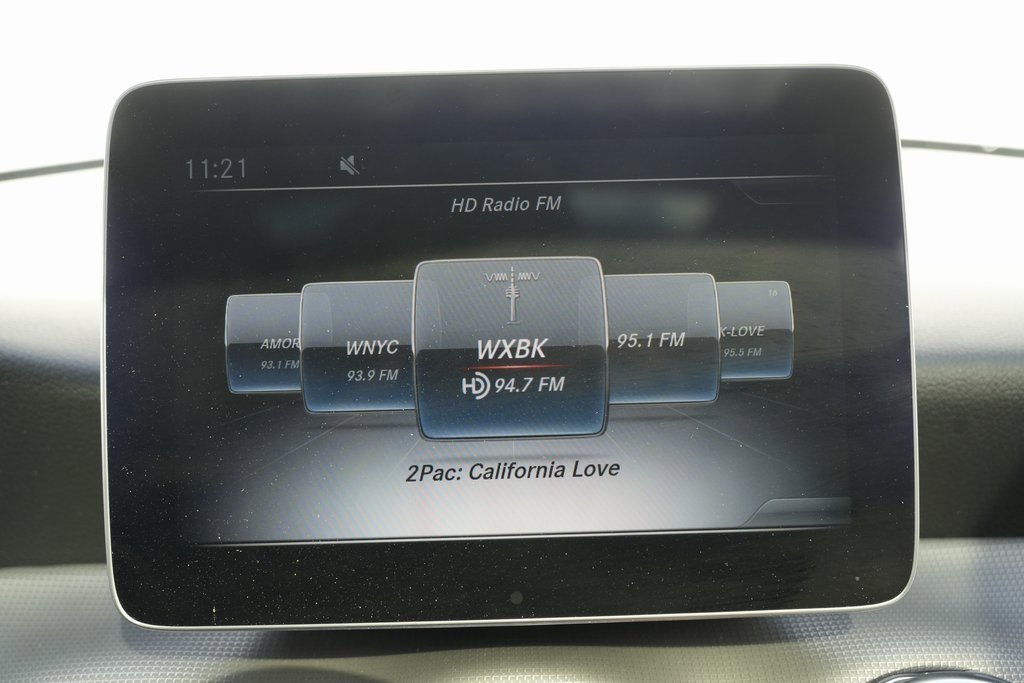 11:21
HD Radio FM
AMOR
93.1 FM
WNYC
93.9 FM
WXBK
HD 94.7 FM
95.1 FM
16
K-LOVE
95.5 FM
2Pac: California Love